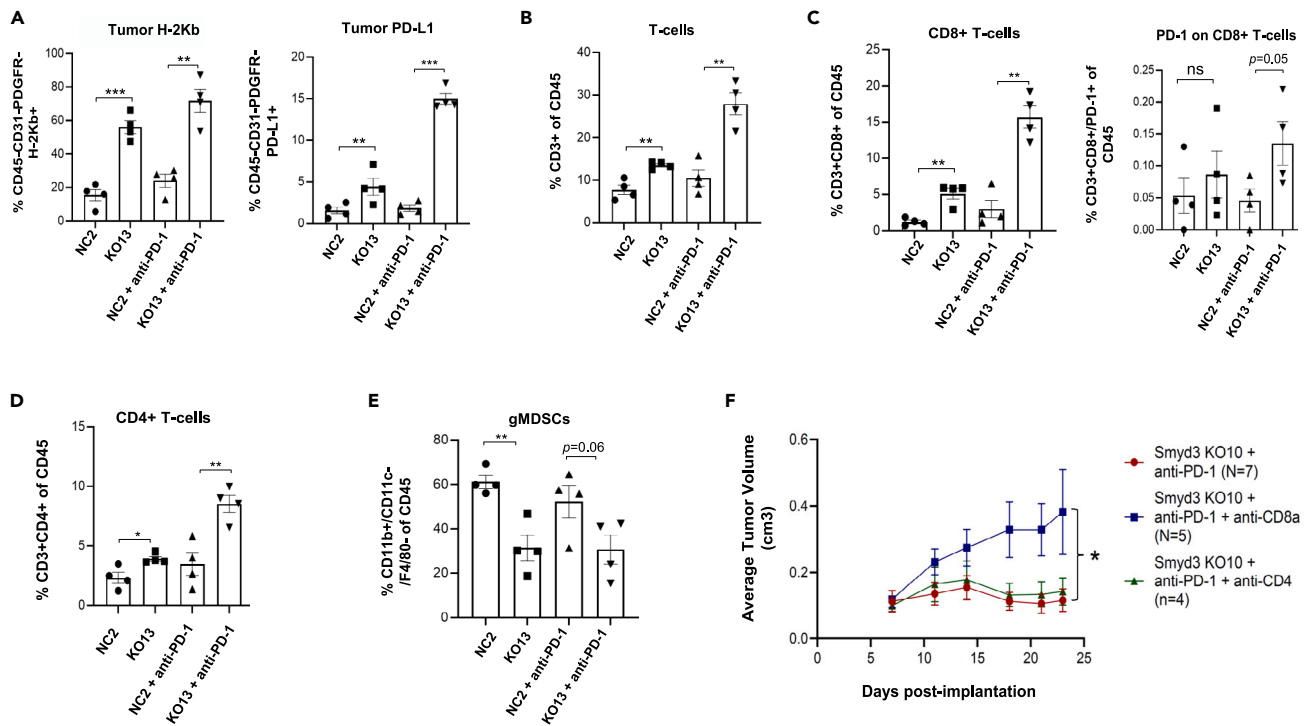 A
Tumor H-2Kb
% CD45-CD31-PDGFR-
H-2Kb+
100
80
60
40
20
0
***
**
NC2
KO13
NC2 + anti-PD-1
KO13 + anti-PD-1
Tumor PD-L1
% CD45-CD31-PDGFR-
PD-L1+
20
15
10
5
0
**
***
NC2
KO13
NC2 + anti-PD-1
KO13 + anti-PD-1
B
T-cells
% CD3+ of CD45
50
40
30
20
10
0
**
**
NC2
KO13
NC2 + anti-PD-1
KO13 + anti-PD-1
C
CD8+ T-cells
% CD3+CD8+ of CD45
25
20
15
10
5
0
**
**
NC2
KO13
NC2 + anti-PD-1
KO13 + anti-PD-1
PD-1 on CD8+ T-cells
% CD3+CD8+/PD-1+ of
CD45
0.25
0.20
0.15
0.10
0.05
0.00
ns
p=0.05
NC2
KO13
NC2 + anti-PD-1
KO13 + anti-PD-1
D
CD4+ T-cells
% CD3+CD4+ of CD45
15
10
5
0
*
**
NC2
KO13
NC2 + anti-PD-1
KO13 + anti-PD-1
E
gMDSCs
% CD11b+/CD11c-
/F4/80- of CD45
80
60
40
20
0
**
p=0.06
NC2
KO13
NC2 + anti-PD-1
KO13 + anti-PD-1
F
Average Tumor Volume
(cm3)
0.6
0.4
0.2
0.0
0
5
10
15
20
25
Days post-implantation
*
Smyd3 KO10 +
anti-PD-1 (N=7)
Smyd3 KO10 +
anti-PD-1 + anti-CD8a
(N=5)
Smyd3 KO10 +
anti-PD-1 + anti-CD4
(n=4)